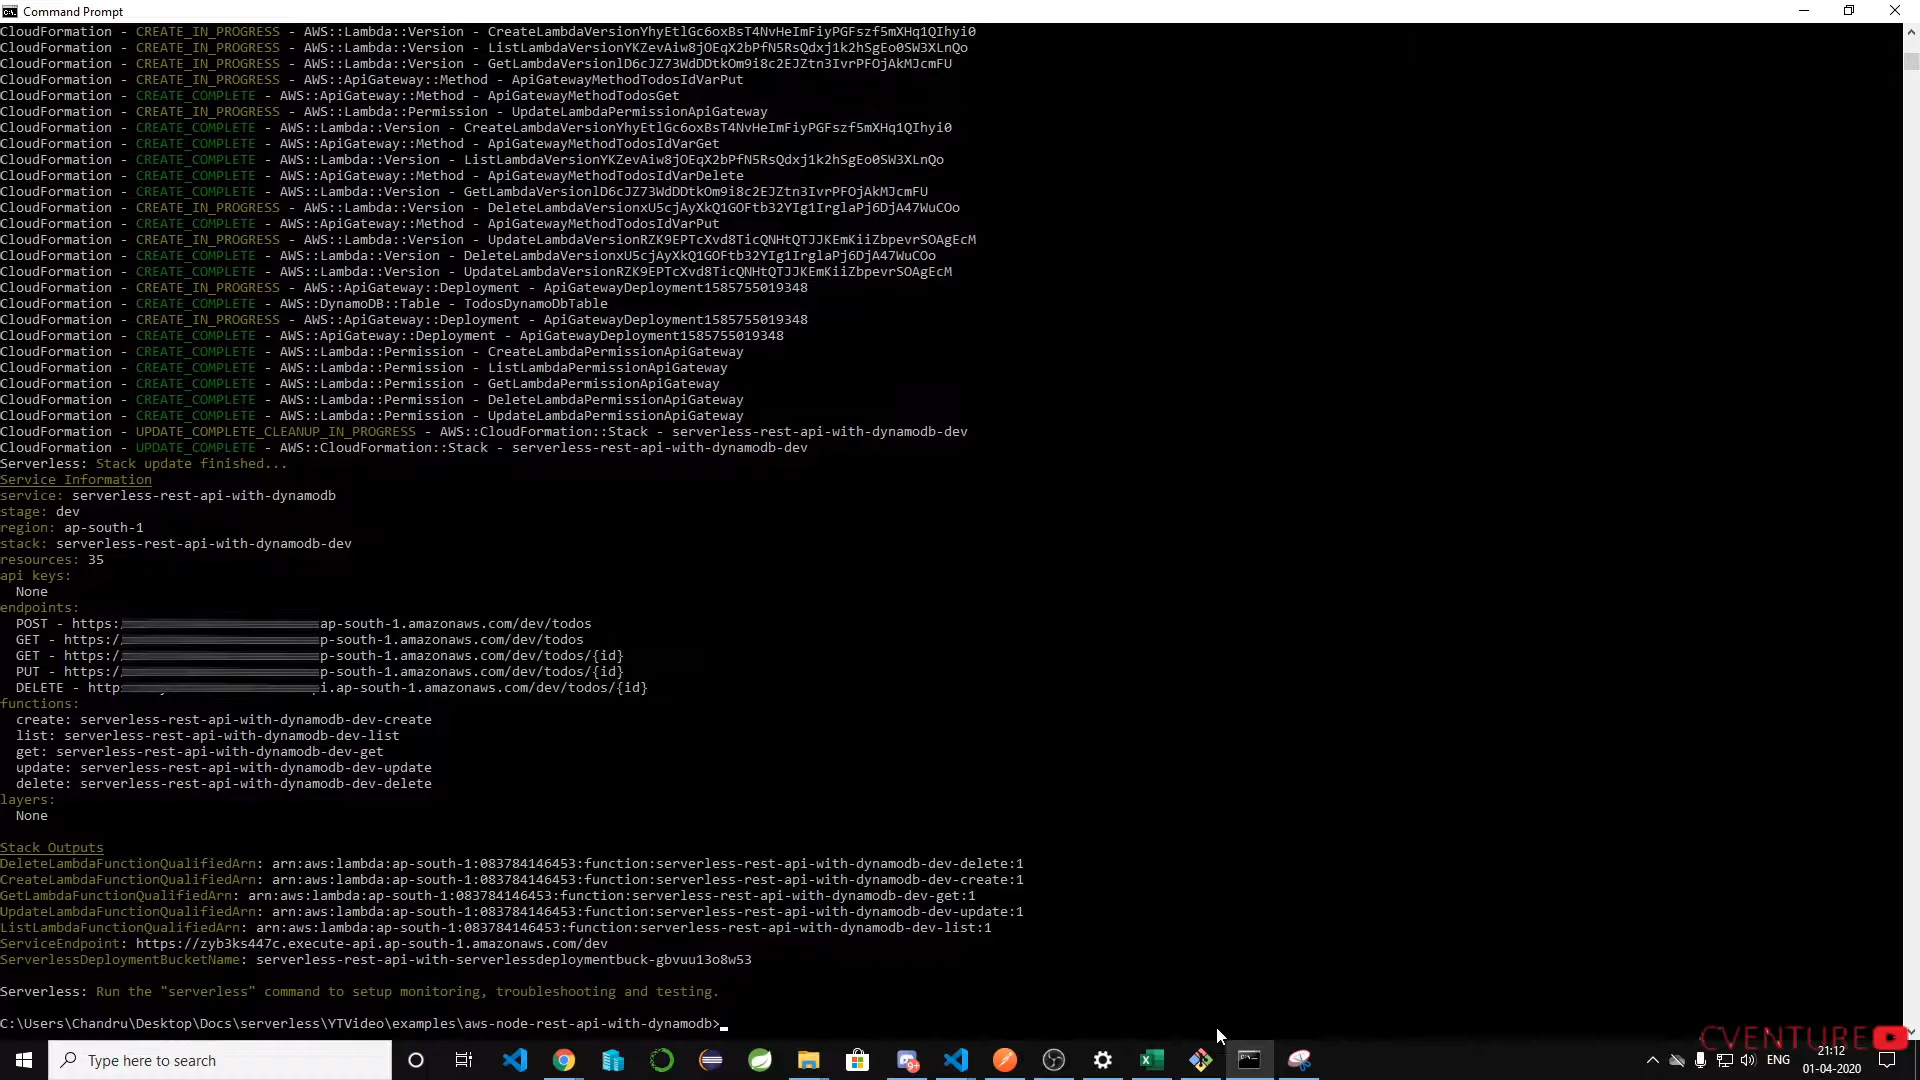 Command Prompt
CloudFormation - CREATE_IN_PROGRESS - AWS::Lambda::Version - CreateLambdaVersionYhyEtlGc6oxBsT4NvHeImFiyPGFszf5mXHq1QIhyi0
CloudFormation - CREATE_IN_PROGRESS - AWS::Lambda::Version - ListLambdaVersionYKZevAiw8jOEqX2bPfN5RsQdxj1k2hSgEo0SW3XLnQo
CloudFormation - CREATE_IN_PROGRESS - AWS::Lambda::Version - GetLambdaVersionlD6cJZ73WdDDtkOm9i8c2EJZtn3IvrPFOjAkMJcmFU
CloudFormation - CREATE_IN_PROGRESS - AWS::ApiGateway::Method - ApiGatewayMethodTodosIdVarPut
CloudFormation - CREATE_COMPLETE - AWS::ApiGateway::Method - ApiGatewayMethodTodosGet
CloudFormation - CREATE_IN_PROGRESS - AWS::Lambda::Permission - UpdateLambdaPermissionApiGateway
CloudFormation - CREATE_COMPLETE - AWS::Lambda::Version - CreateLambdaVersionYhyEtlGc6oxBsT4NvHeImFiyPGFszf5mXHq1QIhyi0
CloudFormation - CREATE_COMPLETE - AWS::ApiGateway::Method - ApiGatewayMethodTodosIdVarGet
CloudFormation - CREATE_COMPLETE - AWS::Lambda::Version - ListLambdaVersionYKZevAiw8jOEqX2bPfN5RsQdxj1k2hSgEo0SW3XLnQo
CloudFormation - CREATE_COMPLETE - AWS::ApiGateway::Method - ApiGatewayMethodTodosIdVarDelete
CloudFormation - CREATE_COMPLETE - AWS::Lambda::Version - GetLambdaVersionlD6cJZ73WdDDtkOm9i8c2EJZtn3IvrPFOjAkMJcmFU
CloudFormation - CREATE_IN_PROGRESS - AWS::Lambda::Version - DeleteLambdaVersionxU5cjAyXkQ1GOFtb32YIg1IrglaPj6DjA47WuCOo
CloudFormation - CREATE_COMPLETE - AWS::ApiGateway::Method - ApiGatewayMethodTodosIdVarPut
CloudFormation - CREATE_IN_PROGRESS - AWS::Lambda::Version - UpdateLambdaVersionRZK9EPTcXvd8TicQNHtQTJJKEmKiiZbpevrSOAgEcM
CloudFormation - CREATE_COMPLETE - AWS::Lambda::Version - DeleteLambdaVersionxU5cjAyXkQ1GOFtb32YIg1IrglaPj6DjA47WuCOo
CloudFormation - CREATE_COMPLETE - AWS::Lambda::Version - UpdateLambdaVersionRZK9EPTcXvd8TicQNHtQTJJKEmKiiZbpevrSOAgEcM
CloudFormation - CREATE_IN_PROGRESS - AWS::ApiGateway::Deployment - ApiGatewayDeployment1585755019348
CloudFormation - CREATE_COMPLETE - AWS::DynamoDB::Table - TodosDynamoDbTable
CloudFormation - CREATE_IN_PROGRESS - AWS::ApiGateway::Deployment - ApiGatewayDeployment1585755019348
CloudFormation - CREATE_COMPLETE - AWS::ApiGateway::Deployment - ApiGatewayDeployment1585755019348
CloudFormation - CREATE_COMPLETE - AWS::Lambda::Permission - CreateLambdaPermissionApiGateway
CloudFormation - CREATE_COMPLETE - AWS::Lambda::Permission - ListLambdaPermissionApiGateway
CloudFormation - CREATE_COMPLETE - AWS::Lambda::Permission - GetLambdaPermissionApiGateway
CloudFormation - CREATE_COMPLETE - AWS::Lambda::Permission - DeleteLambdaPermissionApiGateway
CloudFormation - CREATE_COMPLETE - AWS::Lambda::Permission - UpdateLambdaPermissionApiGateway
CloudFormation - UPDATE_COMPLETE_CLEANUP_IN_PROGRESS - AWS::CloudFormation::Stack - serverless-rest-api-with-dynamodb-dev
CloudFormation - UPDATE_COMPLETE - AWS::CloudFormation::Stack - serverless-rest-api-with-dynamodb-dev
Serverless: Stack update finished...
Service Information
service: serverless-rest-api-with-dynamodb
stage: dev
region: ap-south-1
stack: serverless-rest-api-with-dynamodb-dev
resources: 35
api keys:
None
endpoints:
POST - https:/ ap-south-1.amazonaws.com/dev/todos
GET - https:/ p-south-1.amazonaws.com/dev/todos
GET - https:/ p-south-1.amazonaws.com/dev/todos/{id}
PUT - https:/ p-south-1.amazonaws.com/dev/todos/{id}
DELETE - http i.ap-south-1.amazonaws.com/dev/todos/{id}
functions:
create: serverless-rest-api-with-dynamodb-dev-create
list: serverless-rest-api-with-dynamodb-dev-list
get: serverless-rest-api-with-dynamodb-dev-get
update: serverless-rest-api-with-dynamodb-dev-update
delete: serverless-rest-api-with-dynamodb-dev-delete
layers:
None
Stack Outputs
DeleteLambdaFunctionQualifiedArn: arn:aws:lambda:ap-south-1:083784146453:function:serverless-rest-api-with-dynamodb-dev-delete:1
CreateLambdaFunctionQualifiedArn: arn:aws:lambda:ap-south-1:083784146453:function:serverless-rest-api-with-dynamodb-dev-create:1
GetLambdaFunctionQualifiedArn: arn:aws:lambda:ap-south-1:083784146453:function:serverless-rest-api-with-dynamodb-dev-get:1
UpdateLambdaFunctionQualifiedArn: arn:aws:lambda:ap-south-1:083784146453:function:serverless-rest-api-with-dynamodb-dev-update:1
ListLambdaFunctionQualifiedArn: arn:aws:lambda:ap-south-1:083784146453:function:serverless-rest-api-with-dynamodb-dev-list:1
ServiceEndpoint: https://zyb3ks447c.execute-api.ap-south-1.amazonaws.com/dev
ServerlessDeploymentBucketName: serverless-rest-api-with-serverlessdeploymentbuck-gbvuu13o8w53
Serverless: Run the "serverless" command to setup monitoring, troubleshooting and testing.
C:\Users\Chandru\Desktop\Docs\serverless\YTVideo\examples\aws-node-rest-api-with-dynamodb>
CVENTURE
Type here to search
ENG
21:12
01-04-2020